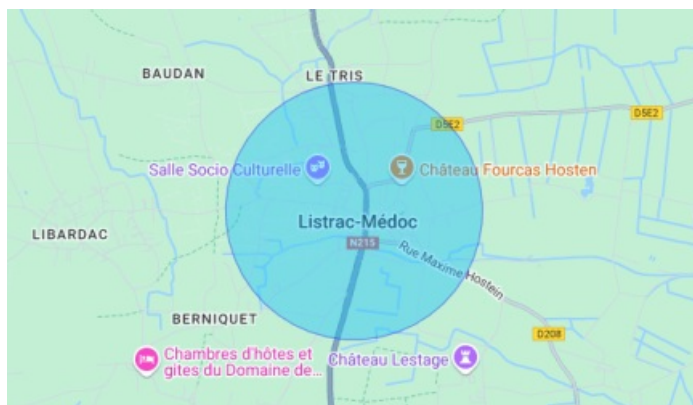 BAUDAN
LE TRIS
D5E2
D5E2
Salle Socio Culturelle
Château Fourcas Hosten
Listrac-Médoc
LIBARDAC
N215
Rue Maxime Hostein
BERNIQUET
D208
Chambres d'hôtes et
gites du Domaine de...
Château Lestage